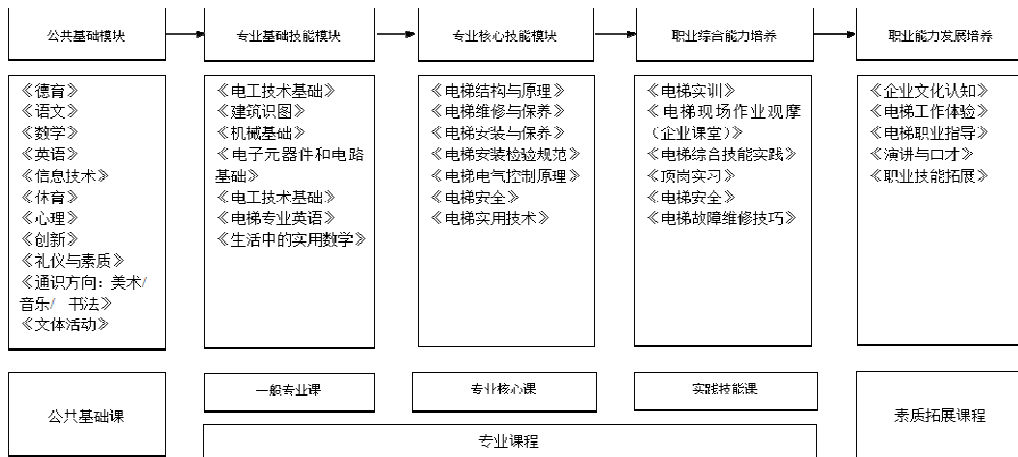 公共基础模块
专业基础技能模块
专业核心技能模块
职业综合能力培养
职业能力发展培养
《德育》
《语文》
《数学》
《英语》
《信息技术》
《体育》
《心理》
《创新》
《礼仪与素质》
《通识方向：美术/
音乐/ 书法》
《文体活动》
《电工技术基础》
《建筑识图》
《机械基础》
《电子元器件和电路
基础》
《电工技术基础》
《电梯专业英语》
《生活中的实用数学》
《电梯结构与原理》
《电梯维修与保养》
《电梯安装与保养》
《电梯安装检验规范》
《电梯电气控制原理》
《电梯安全》
《电梯实用技术》
《电梯实训》
《电梯现场作业观摩
（企业课堂）》
《电梯综合技能实践》
《顶岗实习》
《电梯安全》
《电梯故障维修技巧》
《企业文化认知》
《电梯工作体验》
《电梯职业指导》
《演讲与口才》
《职业技能拓展》
公共基础课
一般专业课
专业核心课
实践技能课
专业课程
素质拓展课程